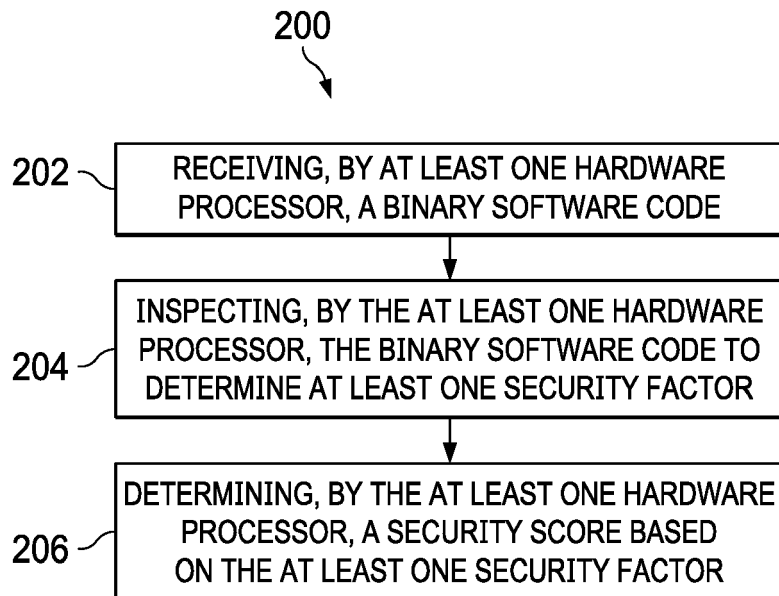 200
202
RECEIVING, BY AT LEAST ONE HARDWARE
PROCESSOR, A BINARY SOFTWARE CODE
204
INSPECTING, BY THE AT LEAST ONE HARDWARE
PROCESSOR, THE BINARY SOFTWARE CODE TO
DETERMINE AT LEAST ONE SECURITY FACTOR
206
DETERMINING, BY THE AT LEAST ONE HARDWARE
PROCESSOR, A SECURITY SCORE BASED
ON THE AT LEAST ONE SECURITY FACTOR